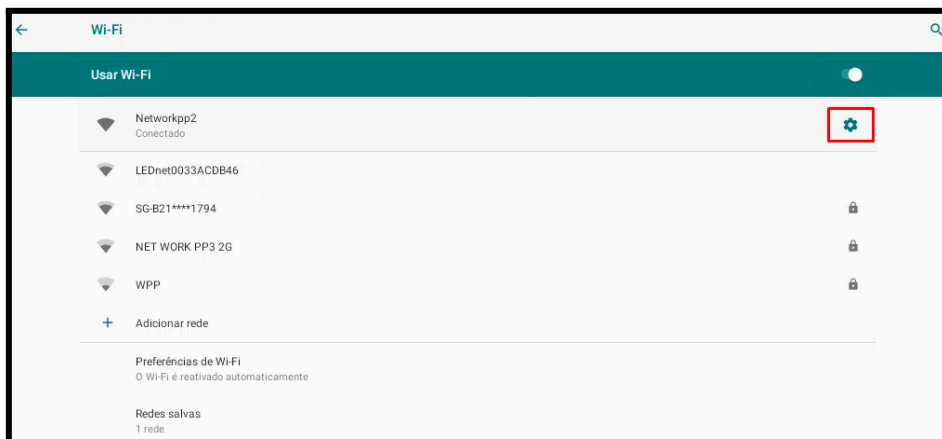 Wi-Fi
Usar Wi-Fi
Networkpp2
Conectado
LEDnet0033ACDB46
SG-B21****1794
NET WORK PP3 2G
WPP
Adicionar rede
Preferências de Wi-Fi
O Wi-Fi é reativado automaticamente
Redes salvas
1 rede